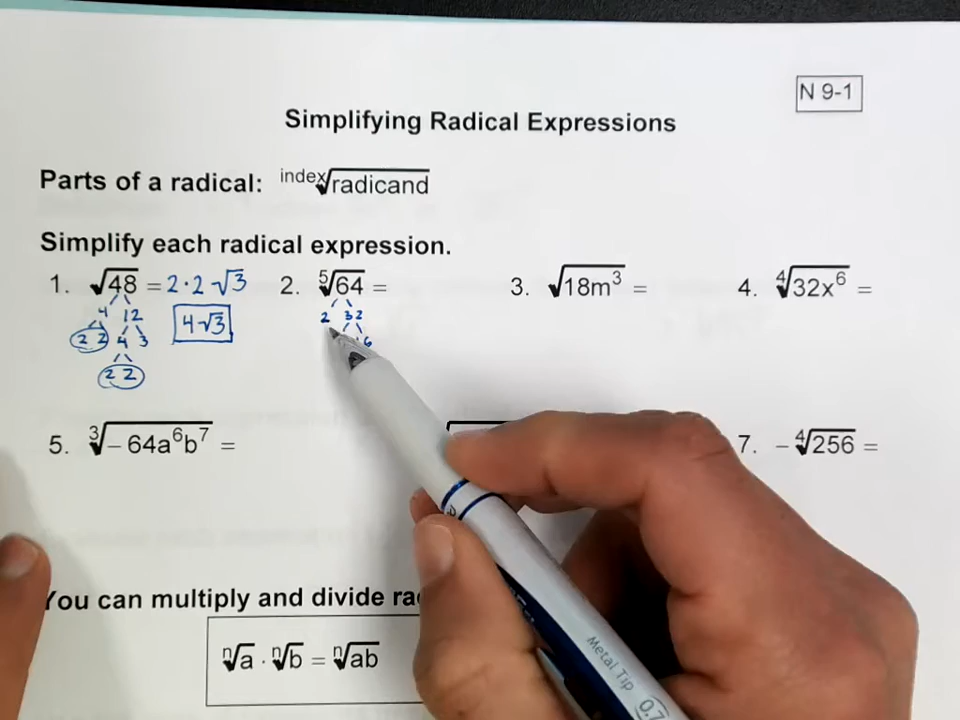 N 9-1
Simplifying Radical Expressions
Parts of a radical: index√radicand
Simplify each radical expression.
1. √48 = 2·2√3
4 12
2 2 4 3
2 2
4√3
2. ⁵√64 =
2 32
6
3. √18m³ =
4. ⁴√32x⁶ =
5. ³√-64a⁶b⁷ =
7. -⁴√256 =
You can multiply and divide
ⁿ√a · ⁿ√b = ⁿ√ab
Metal Tip 0.7